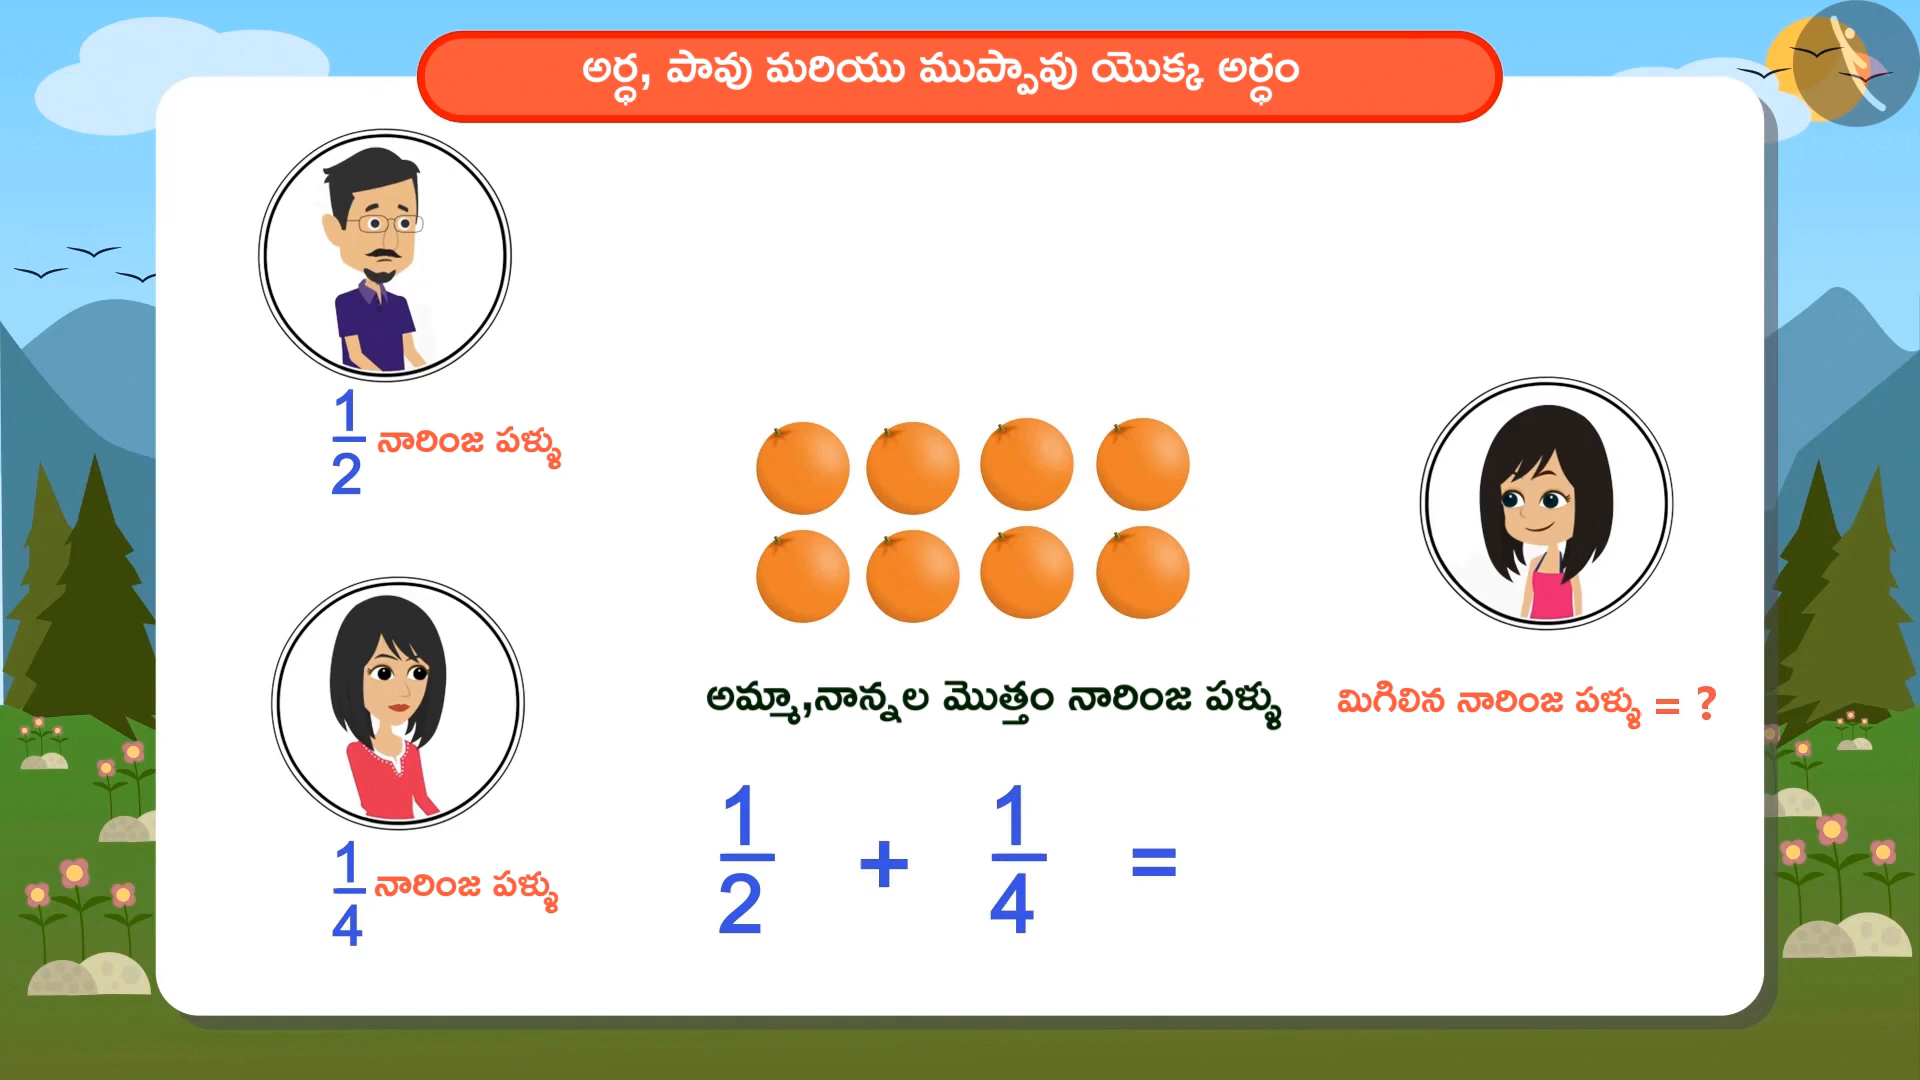 అర్ధ, పావు మరియు ముప్పావు యొక్క అర్ధం
1/2 నారింజ పళ్ళు
అమ్మా,నాన్నల మొత్తం నారింజ పళ్ళు
మిగిలిన నారింజ పళ్ళు = ?
1/4 నారింజ పళ్ళు
1/2 + 1/4 =